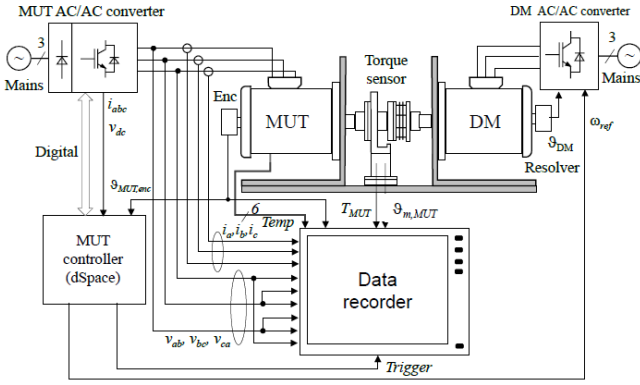 MUT AC/AC converter
DM AC/AC converter
3
~
Mains
3
~
Mains
Torque
sensor
Enc
MUT
DM
i_abc
v_dc
ω_ref
ϑ_DM
Resolver
Digital
ϑ_MUT,enc
6
Temp
T_MUT
ϑ_m,MUT
i_a, i_b, i_c
MUT
controller
(dSpace)
Data
recorder
v_ab, v_bc, v_ca
Trigger